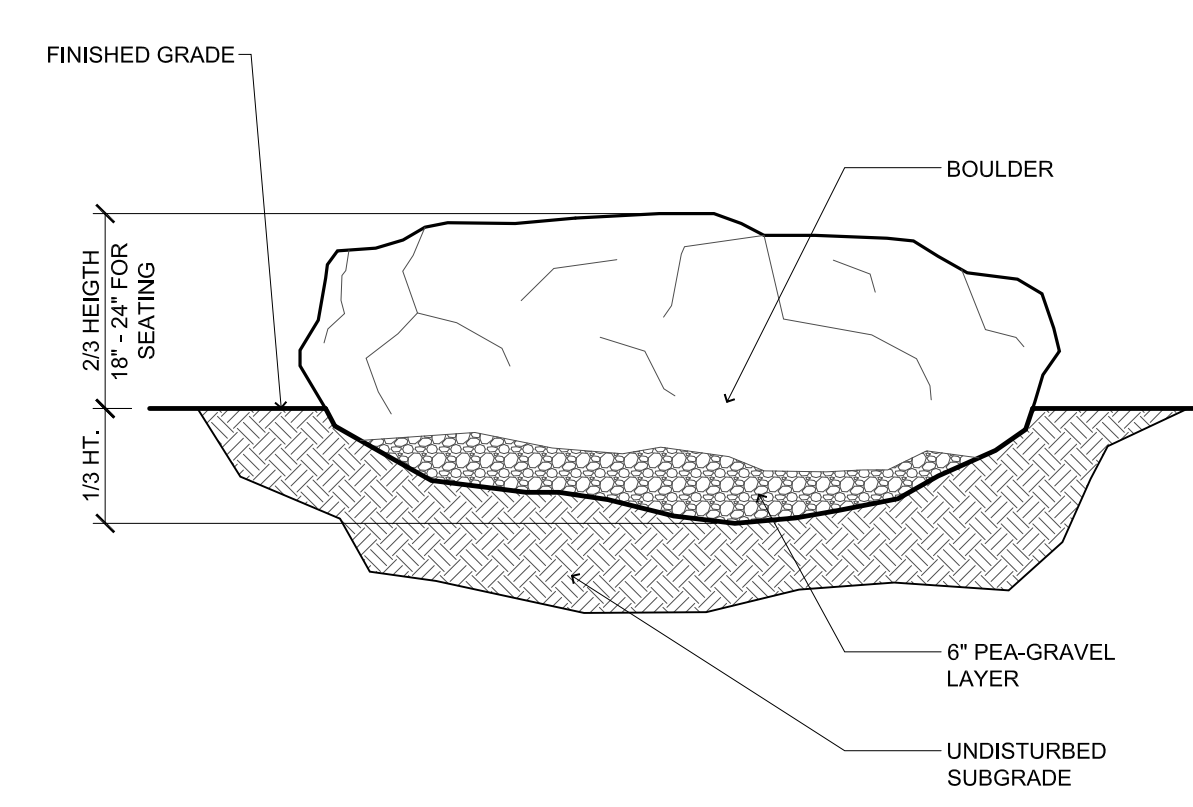 FINISHED GRADE
BOULDER
2/3 HEIGTH
18" - 24" FOR
SEATING
1/3 HT.
6" PEA-GRAVEL
LAYER
UNDISTURBED
SUBGRADE